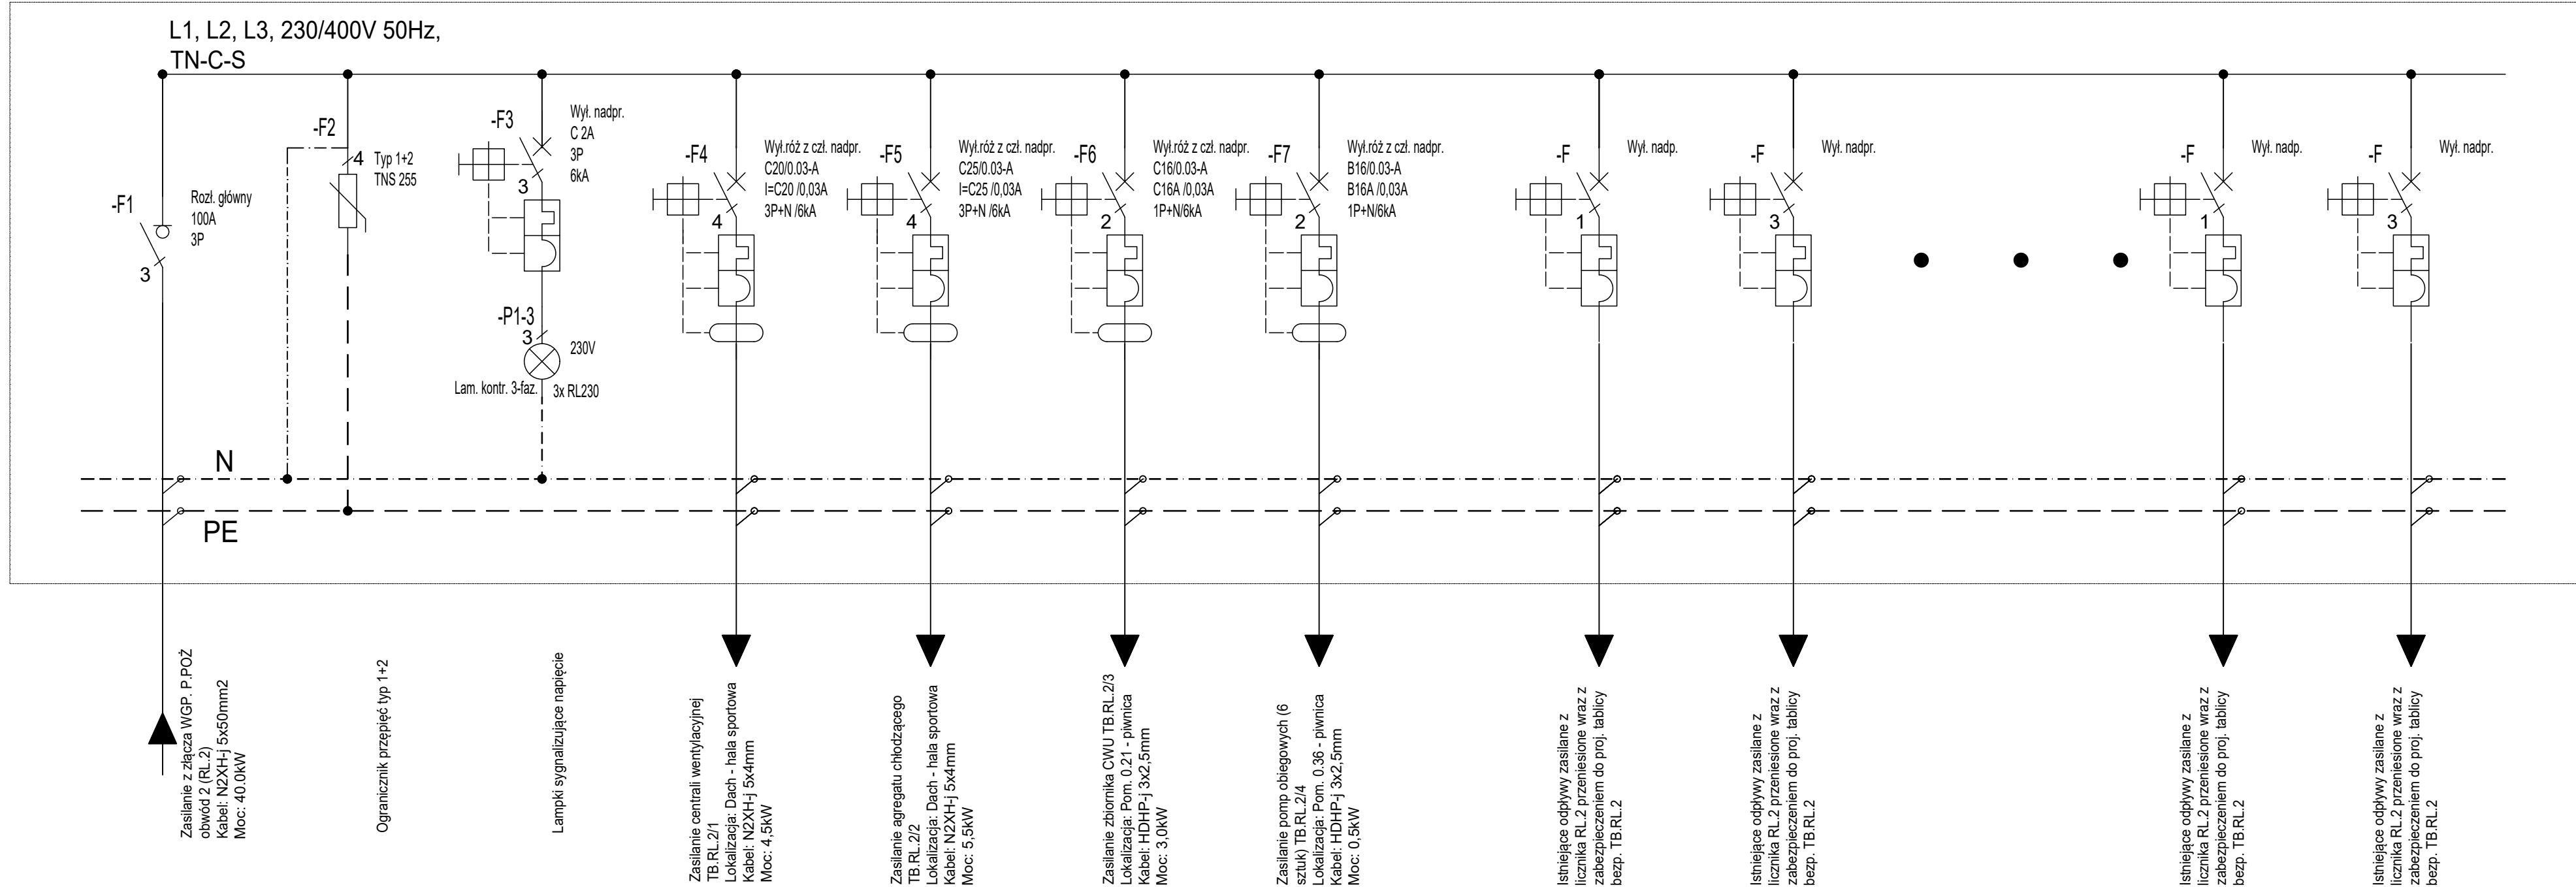 L1, L2, L3, 230/400V 50Hz,
TN-C-S
-F1
Rozł. główny
100A
3P
3
-F2
4
Typ 1+2
TNS 255
-F3
Wył. nadpr.
C 2A
3P
6kA
3
-P1-3
3
230V
Lam. kontr. 3-faz.
3x RL230
-F4
Wył.róż z czł. nadpr.
C20/0.03-A
I=C20 /0,03A
3P+N /6kA
4
-F5
Wył.róż z czł. nadpr.
C25/0.03-A
I=C25 /0,03A
3P+N /6kA
4
-F6
Wył.róż z czł. nadpr.
C16/0.03-A
C16A /0,03A
1P+N/6kA
2
-F7
Wył.róż z czł. nadpr.
B16/0.03-A
B16A /0,03A
1P+N/6kA
2
-F
Wył. nadp.
1
-F
Wył. nadpr.
3
-F
Wył. nadp.
1
-F
Wył. nadpr.
3
N
PE
Zasilanie z złącza WGP. P.POŻ
obwód 2 (RL.2)
Kabel: N2XH-j 5x50mm2
Moc: 40.0kW
Ogranicznik przepięć typ 1+2
Lampki sygnalizujące napięcie
Zasilanie centrali wentylacyjnej
TB.RL.2/1
Lokalizacja: Dach - hala sportowa
Kabel: N2XH-j 5x4mm
Moc: 4,5kW
Zasilanie agregatu chłodzącego
TB.RL.2/2
Lokalizacja: Dach - hala sportowa
Kabel: N2XH-j 5x4mm
Moc: 5,5kW
Zasilanie zbiornika CWU TB.RL.2/3
Lokalizacja: Pom. 0.21 - piwnica
Kabel: HDHP-j 3x2,5mm
Moc: 3,0kW
Zasilanie pomp obiegowych (6
sztuk) TB.RL.2/4
Lokalizacja: Pom. 0.36 - piwnica
Kabel: HDHP-j 3x2,5mm
Moc: 0,5kW
Istniejące odpływy zasilane z
licznika RL.2 przeniesione wraz z
zabezpieczeniem do proj. tablicy
bezp. TB.RL.2
Istniejące odpływy zasilane z
licznika RL.2 przeniesione wraz z
zabezpieczeniem do proj. tablicy
bezp. TB.RL.2
Istniejące odpływy zasilane z
licznika RL.2 przeniesione wraz z
zabezpieczeniem do proj. tablicy
bezp. TB.RL.2
Istniejące odpływy zasilane z
licznika RL.2 przeniesione wraz z
zabezpieczeniem do proj. tablicy
bezp. TB.RL.2